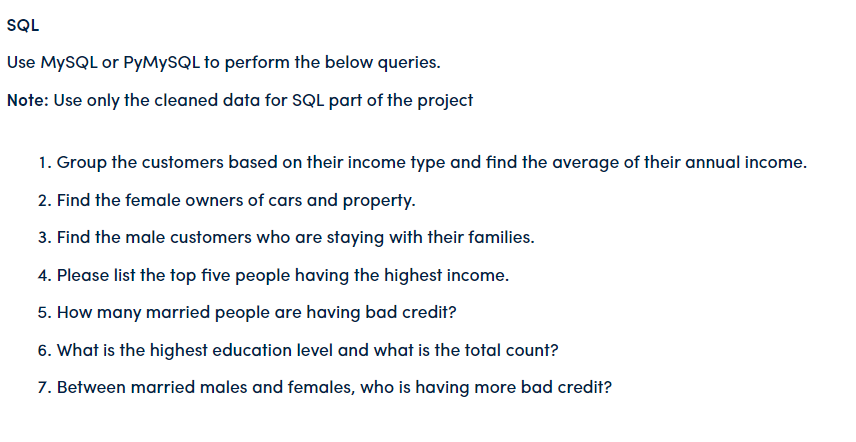 SQL
Use MySQL or PyMySQL to perform the below queries.
Note: Use only the cleaned data for SQL part of the project
1. Group the customers based on their income type and find the average of their annual income.
2. Find the female owners of cars and property.
3. Find the male customers who are staying with their families.
4. Please list the top five people having the highest income.
5. How many married people are having bad credit?
6. What is the highest education level and what is the total count?
7. Between married males and females, who is having more bad credit?